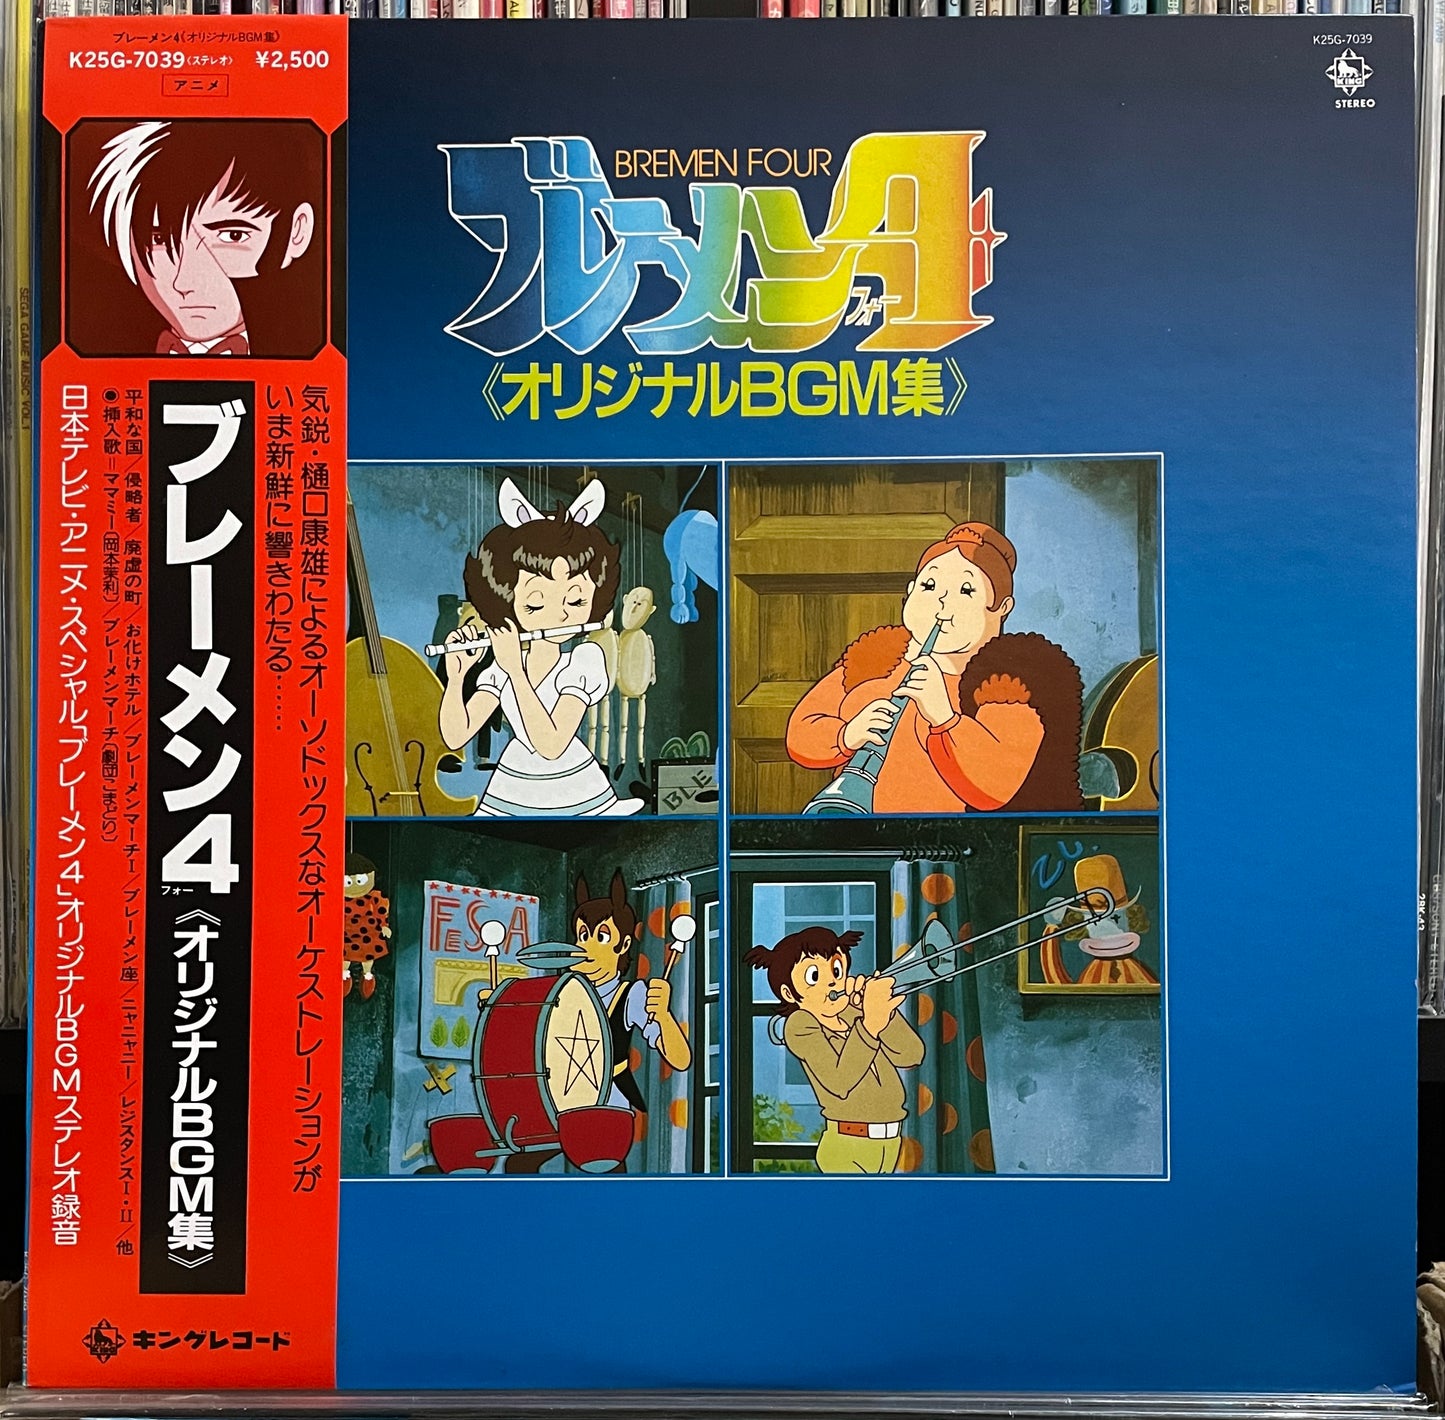 ブレーメン4《オリジナルBGM集》
K25G-7039〈ステレオ〉 ¥2,500
アニメ
気鋭・樋口康雄によるオーソドックスなオーケストレーションが
いま新鮮に響きわたる……
ブレーメン4《オリジナルBGM集》
フォー
平和な国/侵略者/廃虚の町/お化けホテル/ブレーメンマーチI/ブレーメン座/ニャニャニー/レジスタンスI・II/他
●挿入歌=ママミー〔岡本茉利〕/ブレーメンマーチ〔劇団こまどり〕
日本テレビ・アニメ・スペシャル「ブレーメン4」オリジナルBGMステレオ録音
KING
キングレコード
K25G-7039
KING
STEREO
BREMEN FOUR
ブレーメン4
フォー
《オリジナルBGM集》
BLE
FESA
SEGA GAME MUSIC VOL.1